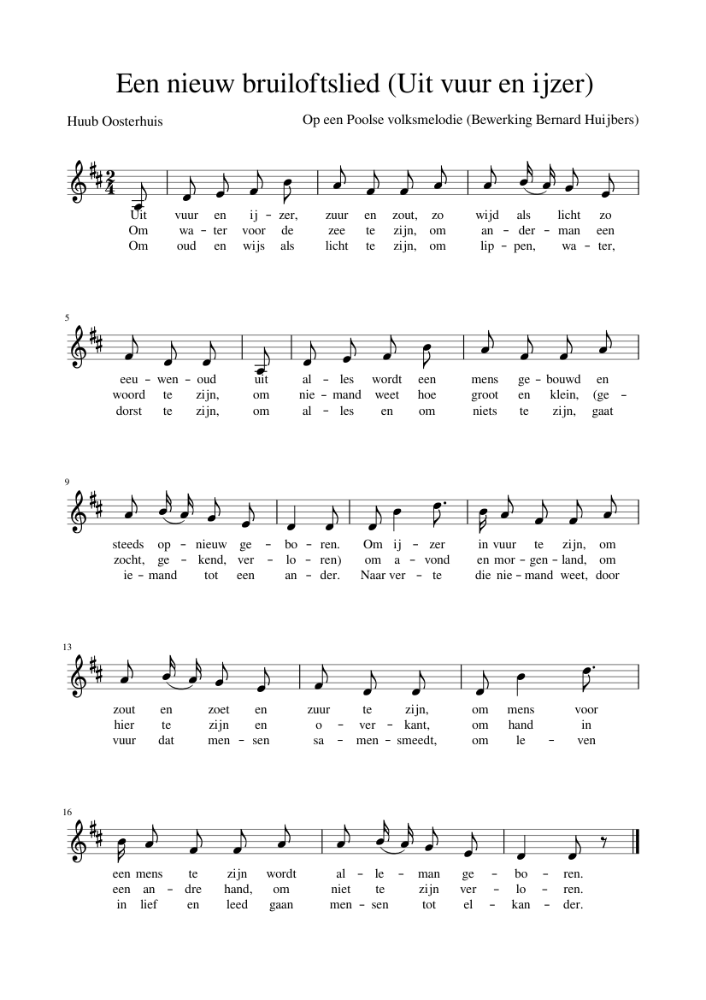 Een nieuw bruiloftslied (Uit vuur en ijzer)
Huub Oosterhuis
Op een Poolse volksmelodie (Bewerking Bernard Huijbers)
2
4
Uit vuur en ij – zer, zuur en zout, zo wijd als licht zo
Om wa – ter voor de zee te zijn, om an – der – man een
Om oud en wijs als licht te zijn, om lip – pen, wa – ter,
5
eeu – wen – oud uit al – les wordt een mens ge – bouwd en
woord te zijn, om nie – mand weet hoe groot en klein, (ge –
dorst te zijn, om al – les en om niets te zijn, gaat
9
steeds op – nieuw ge – bo – ren. Om ij – zer in vuur te zijn, om
zocht, ge – kend, ver – lo – ren) om a – vond en mor – gen – land, om
ie – mand tot een an – der. Naar ver – te die nie – mand weet, door
13
zout en zoet en zuur te zijn, om mens voor
hier te zijn en o – ver – kant, om hand in
vuur dat men – sen sa – men – smeedt, om le – ven
16
een mens te zijn wordt al – le – man ge – bo – ren.
een an – dre hand, om niet te zijn ver – lo – ren.
in lief en leed gaan men – sen tot el – kan – der.